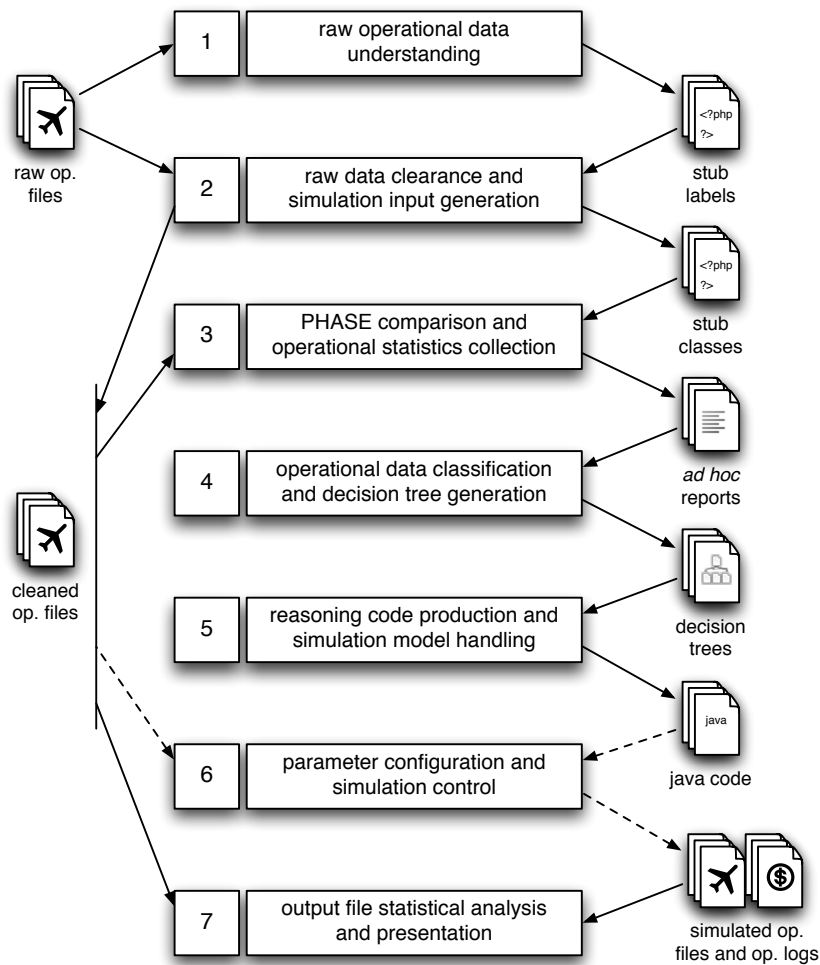 1
raw operational data
understanding
raw op.
files
<?php
?>
stub
labels
2
raw data clearance and
simulation input generation
<?php
?>
stub
classes
3
PHASE comparison and
operational statistics collection
ad hoc
reports
4
operational data classification
and decision tree generation
cleaned
op. files
decision
trees
5
reasoning code production and
simulation model handling
java
java code
6
parameter configuration and
simulation control
$
simulated op.
files and op. logs
7
output file statistical analysis
and presentation